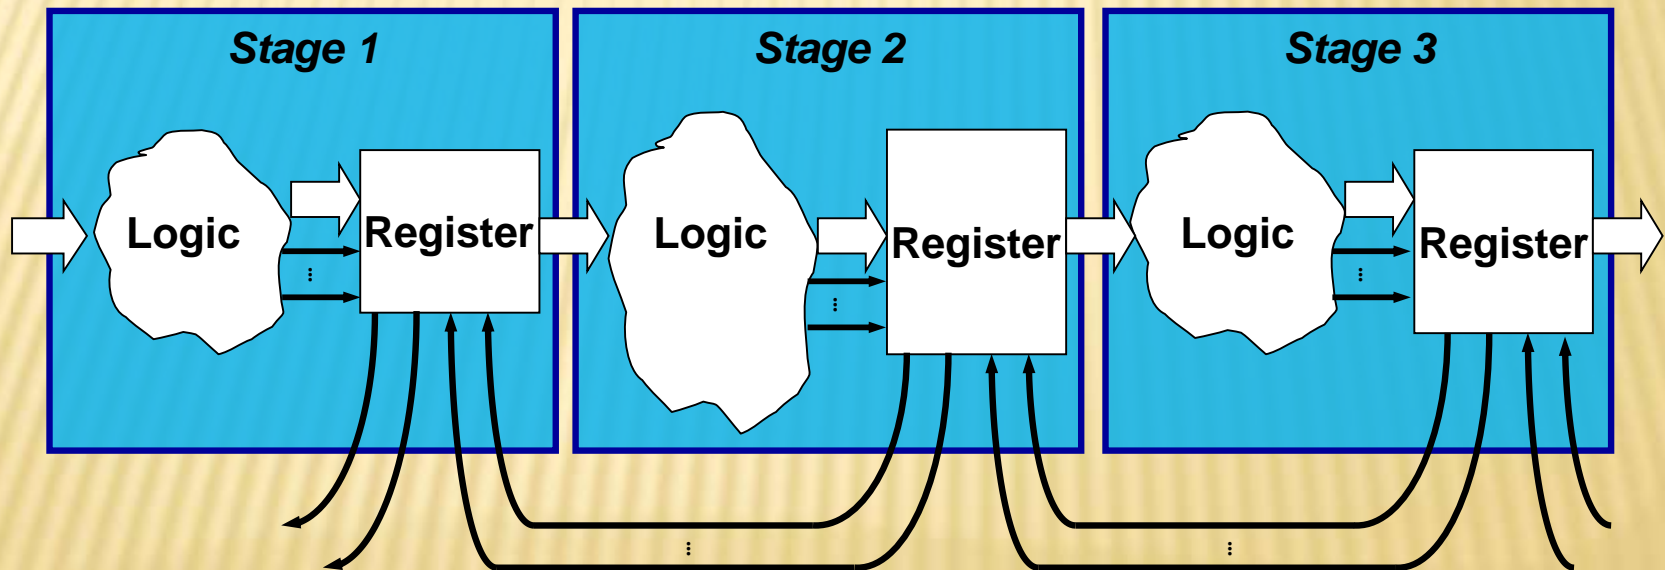 Stage 1
Stage 2
Stage 3
Logic
Register
Logic
Register
Logic
Register
...
...
...
...
...